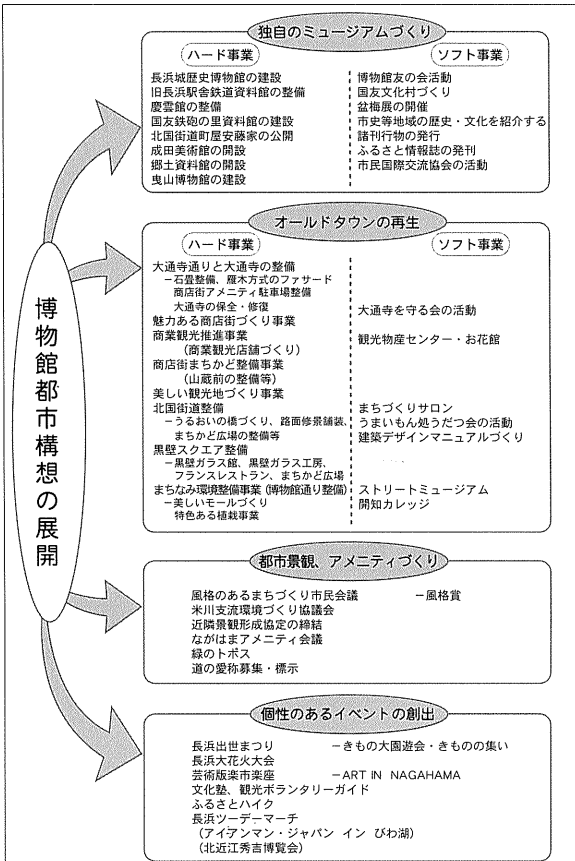 博物館都市構想の展開
独自のミュージアムづくり
ハード事業
長浜城歴史博物館の建設
旧長浜駅舎鉄道資料館の整備
慶雲館の整備
国友鉄砲の里資料館の建設
北国街道町屋安藤家の公開
成田美術館の開設
郷土資料館の開設
曳山博物館の建設
ソフト事業
博物館友の会活動
国友文化村づくり
盆梅展の開催
市史等地域の歴史・文化を紹介する
諸刊行物の発行
ふるさと情報誌の発刊
市民国際交流協会の活動
オールドタウンの再生
ハード事業
大通寺通りと大通寺の整備
－石畳整備、雁木方式のファサード
商店街アメニティ駐車場整備
大通寺の保全・修復
魅力ある商店街づくり事業
商業観光推進事業
（商業観光店舗づくり）
商店街まちかど整備事業
（山蔵前の整備等）
美しい観光地づくり事業
北国街道整備
－うるおいの橋づくり、路面修景舗装、
まちかど広場の整備等
黒壁スクエア整備
－黒壁ガラス館、黒壁ガラス工房、
フランスレストラン、まちかど広場
まちなみ環境整備事業（博物館通り整備）
－美しいモールづくり
特色ある植栽事業
ソフト事業
大通寺を守る会の活動
観光物産センター・お花館
まちづくりサロン
うまいもん処うだつ会の活動
建築デザインマニュアルづくり
‥‥
ストリートミュージアム
開知カレッジ
都市景観、アメニティづくり
風格のあるまちづくり市民会議　－風格賞
米川支流環境づくり協議会
近隣景観形成協定の締結
ながはまアメニティ会議
緑のトポス
道の愛称募集・標示
個性のあるイベントの創出
長浜出世まつり　－きもの大園遊会・きものの集い
長浜大花火大会
芸術版楽市楽座　－ART IN NAGAHAMA
文化塾、観光ボランタリーガイド
ふるさとハイク
長浜ツーデーマーチ
（アイアンマン・ジャパン イン びわ湖）
（北近江秀吉博覧会）